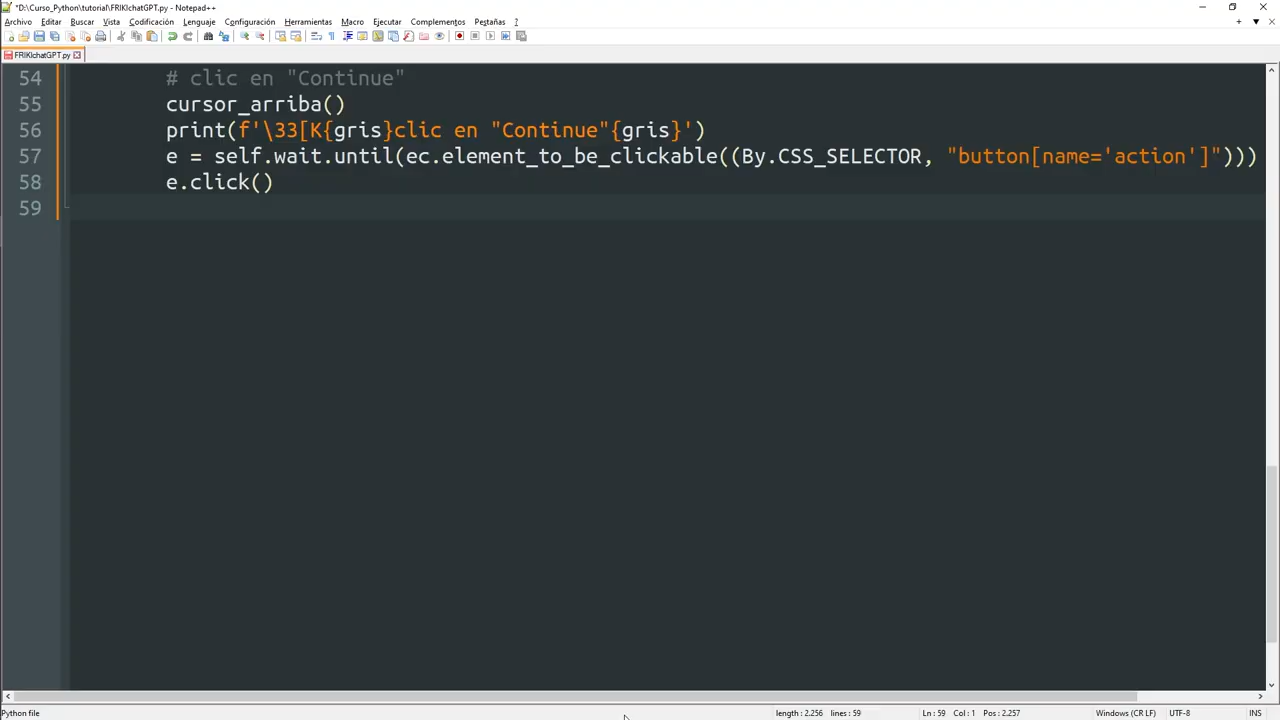 *D:\Curso_Python\tutorial\FRIKIchatGPT.py - Notepad++
Archivo Editar Buscar Vista Codificación Lenguaje Configuración Herramientas Macro Ejecutar Complementos Pestañas ?
FRIKIchatGPT.py
54 # clic en "Continue"
55 cursor_arriba()
56 print(f'\33[K{gris}clic en "Continue"{gris}')
57 e = self.wait.until(ec.element_to_be_clickable((By.CSS_SELECTOR, "button[name='action']")))
58 e.click()
59
Python file length : 2.256 lines : 59 Ln : 59 Col : 1 Pos : 2.257 Windows (CR LF) UTF-8 INS